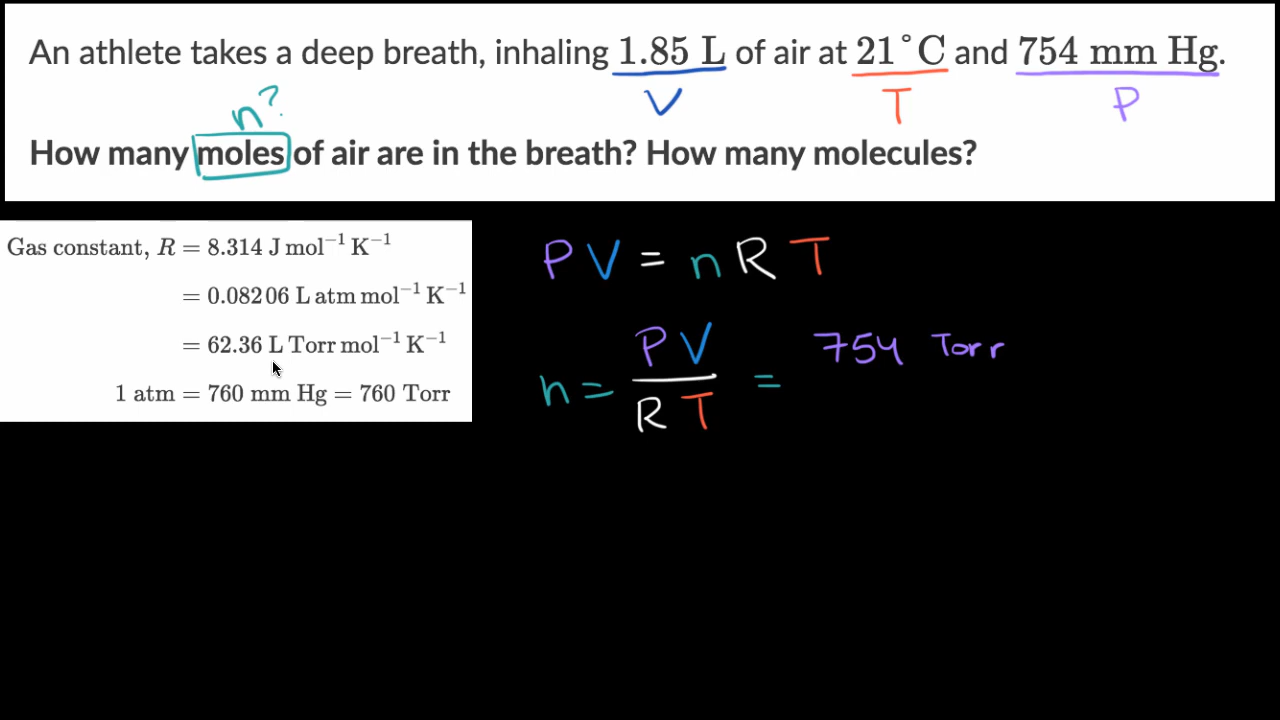 An athlete takes a deep breath, inhaling 1.85 L of air at 21°C and 754 mm Hg.
n? V T P
How many moles of air are in the breath? How many molecules?
Gas constant, R = 8.314 J mol⁻¹ K⁻¹
= 0.08206 L atm mol⁻¹ K⁻¹
= 62.36 L Torr mol⁻¹ K⁻¹
1 atm = 760 mm Hg = 760 Torr
PV = nRT
n = PV / RT = 754 Torr